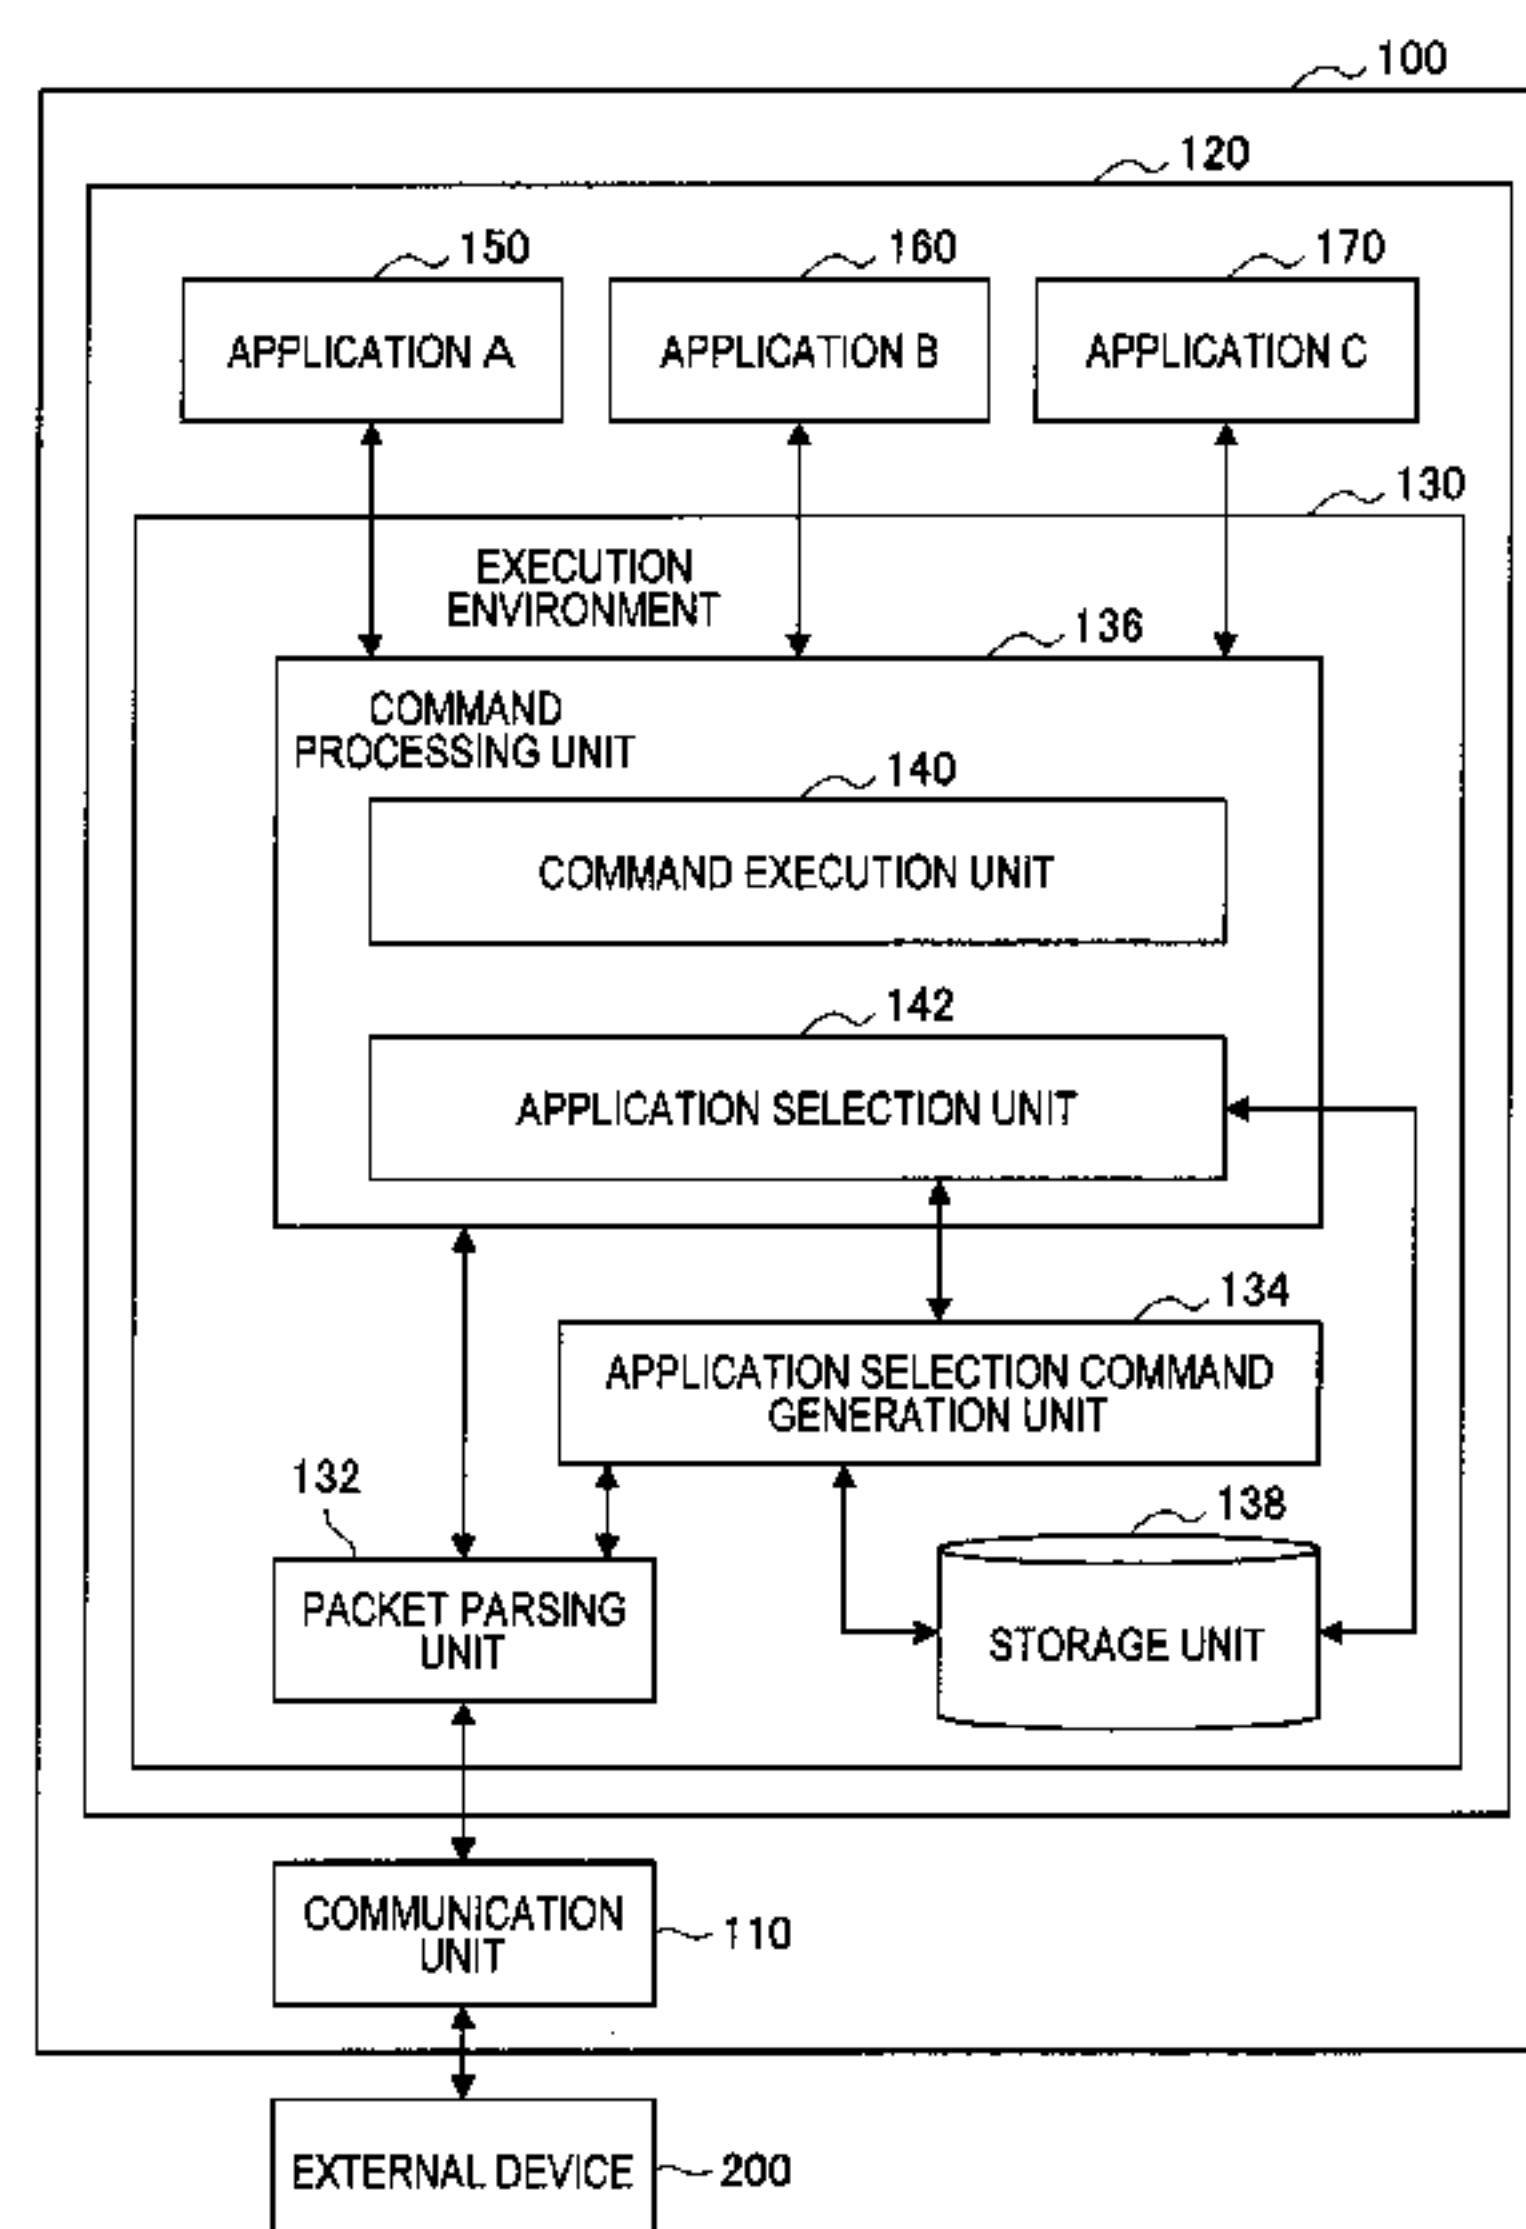 100
120
150
160
170
APPLICATION A
APPLICATION B
APPLICATION C
130
EXECUTION
ENVIRONMENT
136
COMMAND
PROCESSING UNIT
140
COMMAND EXECUTION UNIT
142
APPLICATION SELECTION UNIT
134
APPLICATION SELECTION COMMAND
GENERATION UNIT
132
138
PACKET PARSING
UNIT
STORAGE UNIT
COMMUNICATION
UNIT
110
EXTERNAL DEVICE
200